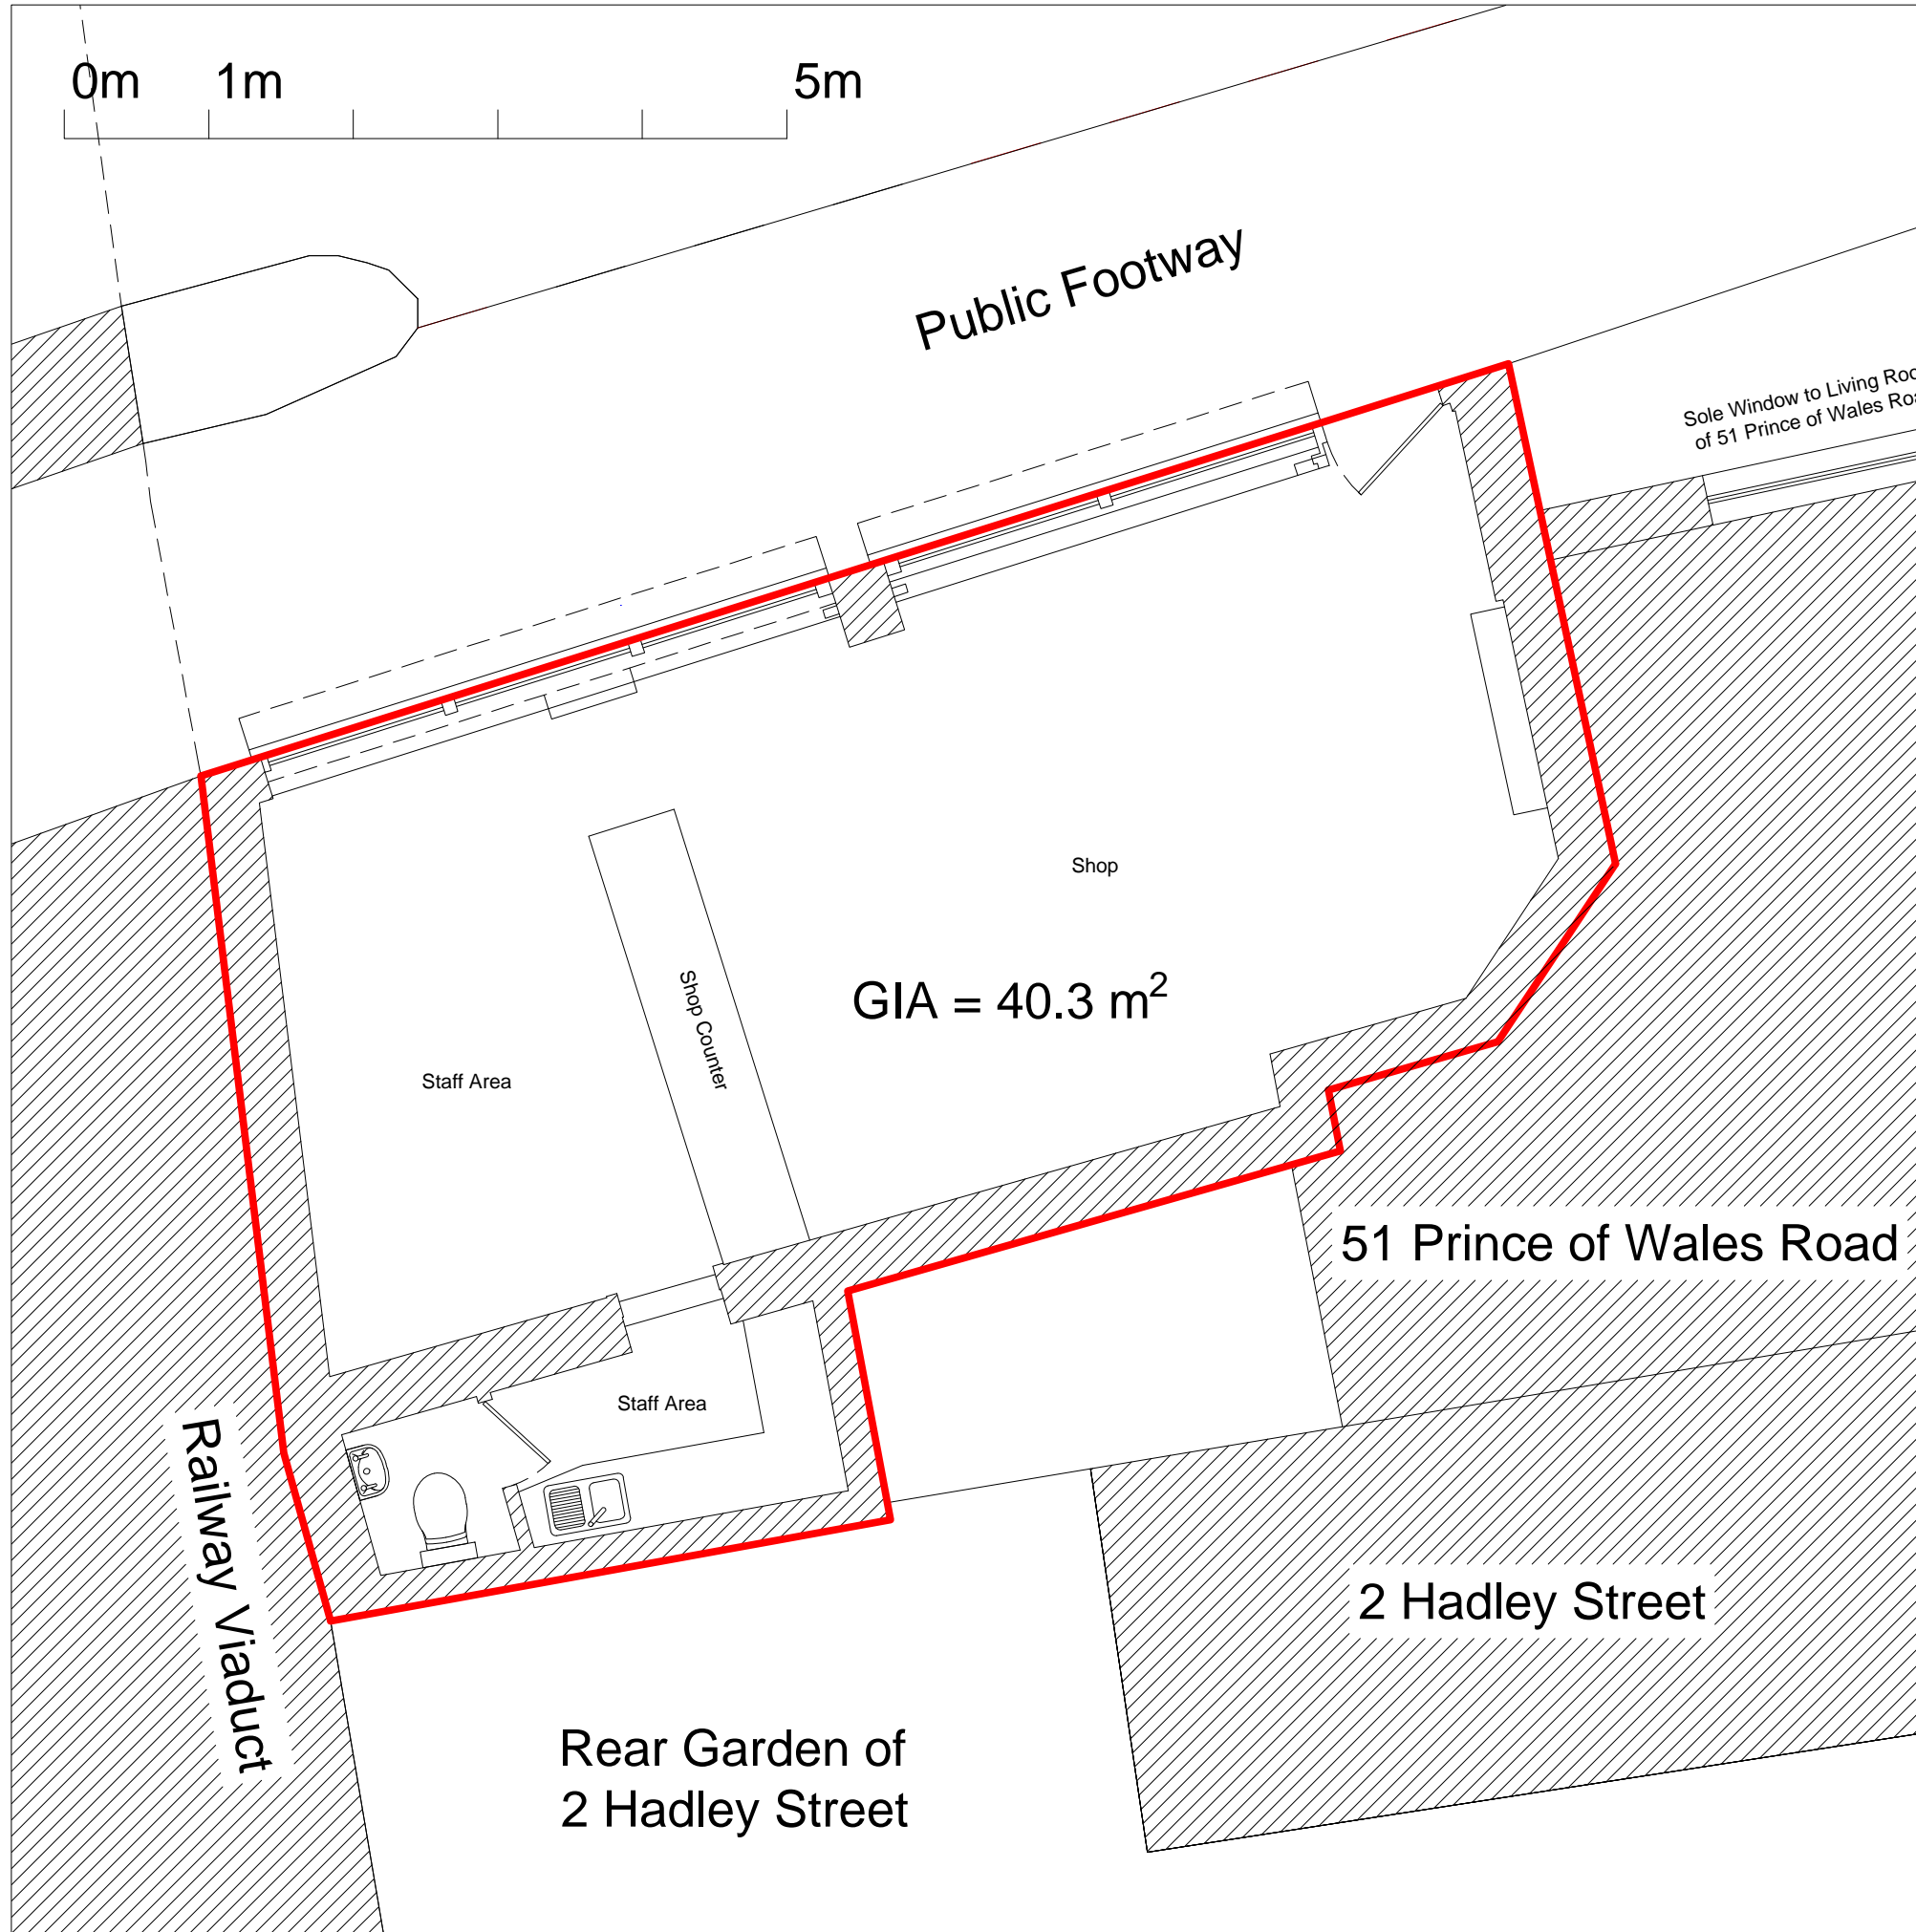 0m 1m 5m
Public Footway
Sole Window to Living
of 51 Prince of Wales
Shop
Shop Counter
GIA = 40.3 m²
Staff Area
51 Prince of Wales Road
Staff Area
Railway Viaduct
2 Hadley Street
Rear Garden of
2 Hadley Street